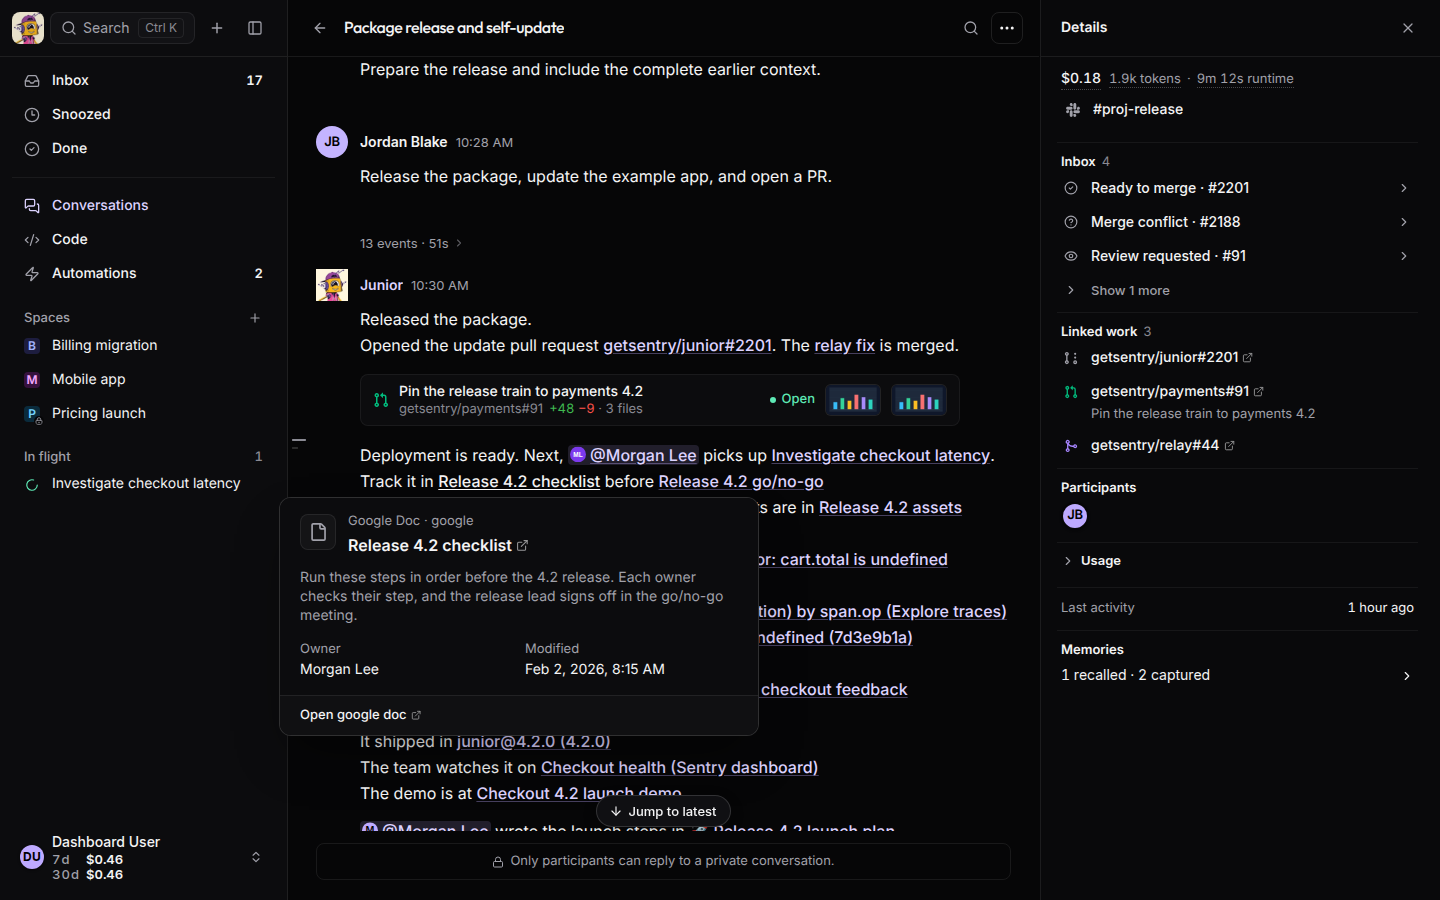 Search Ctrl K
Inbox 17
Snoozed
Done
Conversations
Code
Automations 2
Spaces
B Billing migration
M Mobile app
P Pricing launch
In flight 1
Investigate checkout latency
DU Dashboard User
7d $0.46
30d $0.46
Package release and self-update
Prepare the release and include the complete earlier context.
JB Jordan Blake 10:28 AM
Release the package, update the example app, and open a PR.
13 events · 51s
Junior 10:30 AM
Released the package.
Opened the update pull request getsentry/junior#2201. The relay fix is merged.
Pin the release train to payments 4.2
getsentry/payments#91 +48 −9 · 3 files
Open
Deployment is ready. Next, ML @Morgan Lee picks up Investigate checkout latency.
Track it in Release 4.2 checklist before Release 4.2 go/no-go
s are in Release 4.2 assets
or: cart.total is undefined
tion) by span.op (Explore traces)
ndefined (7d3e9b1a)
checkout feedback
Google Doc · google
Release 4.2 checklist
Run these steps in order before the 4.2 release. Each owner
checks their step, and the release lead signs off in the go/no-go
meeting.
Owner Modified
Morgan Lee Feb 2, 2026, 8:15 AM
Open google doc
It shipped in junior@4.2.0 (4.2.0)
The team watches it on Checkout health (Sentry dashboard)
The demo is at Checkout 4.2 launch demo
Jump to latest
@Morgan Lee wrote the launch steps in Release 4.2 launch plan
Only participants can reply to a private conversation.
Details
$0.18 1.9k tokens · 9m 12s runtime
#proj-release
Inbox 4
Ready to merge · #2201
Merge conflict · #2188
Review requested · #91
Show 1 more
Linked work 3
getsentry/junior#2201
getsentry/payments#91
Pin the release train to payments 4.2
getsentry/relay#44
Participants
JB
Usage
Last activity 1 hour ago
Memories
1 recalled · 2 captured